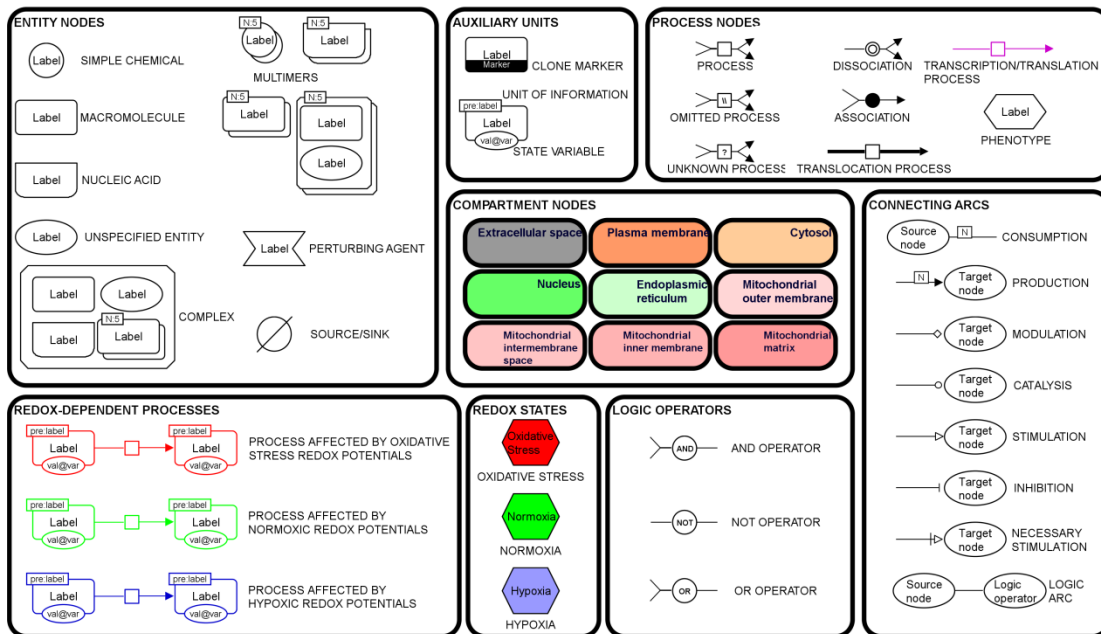 ENTITY NODES
Label
SIMPLE CHEMICAL
N:5
Label
N:5
Label
MULTIMERS
Label
MACROMOLECULE
N:5
Label
N:5
Label
Label
Label
NUCLEIC ACID
Label
UNSPECIFIED ENTITY
Label
PERTURBING AGENT
Label
Label
Label
N:5
Label
COMPLEX
SOURCE/SINK
AUXILIARY UNITS
Label
Marker
CLONE MARKER
UNIT OF INFORMATION
pre:label
Label
val@var
STATE VARIABLE
PROCESS NODES
PROCESS
DISSOCIATION
TRANSCRIPTION/TRANSLATION
PROCESS
\\
OMITTED PROCESS
ASSOCIATION
Label
PHENOTYPE
?
UNKNOWN PROCESS
TRANSLOCATION PROCESS
COMPARTMENT NODES
Extracellular space
Plasma membrane
Cytosol
Nucleus
Endoplasmic
reticulum
Mitochondrial
outer membrane
Mitochondrial
intermembrane
space
Mitochondrial
inner membrane
Mitochondrial
matrix
CONNECTING ARCS
Source
node
N
CONSUMPTION
N
Target
node
PRODUCTION
Target
node
MODULATION
Target
node
CATALYSIS
Target
node
STIMULATION
Target
node
INHIBITION
Target
node
NECESSARY
STIMULATION
Source
node
Logic
operator
LOGIC
ARC
REDOX-DEPENDENT PROCESSES
pre:label
Label
val@var
pre:label
Label
val@var
PROCESS AFFECTED BY OXIDATIVE
STRESS REDOX POTENTIALS
pre:label
Label
val@var
pre:label
Label
val@var
PROCESS AFFECTED BY
NORMOXIC REDOX POTENTIALS
pre:label
Label
val@var
pre:label
Label
val@var
PROCESS AFFECTED BY
HYPOXIC REDOX POTENTIALS
REDOX STATES
Oxidative
Stress
OXIDATIVE STRESS
Normoxia
NORMOXIA
Hypoxia
HYPOXIA
LOGIC OPERATORS
AND
AND OPERATOR
NOT
NOT OPERATOR
OR
OR OPERATOR